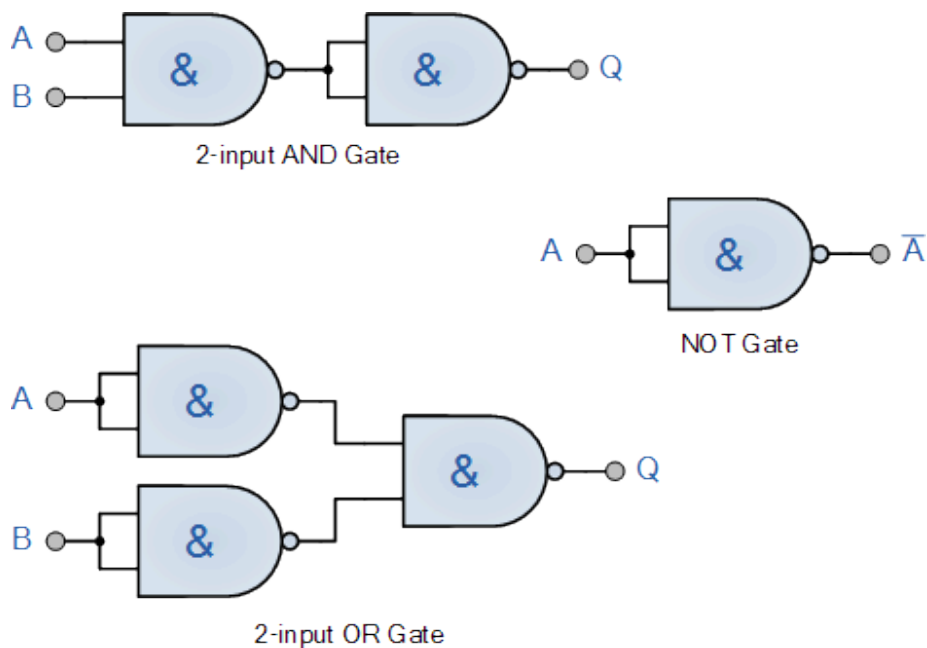 A
&
&
Q
B
2-input AND Gate
A
&
A̅
NOT Gate
A
&
&
Q
B
&
2-input OR Gate